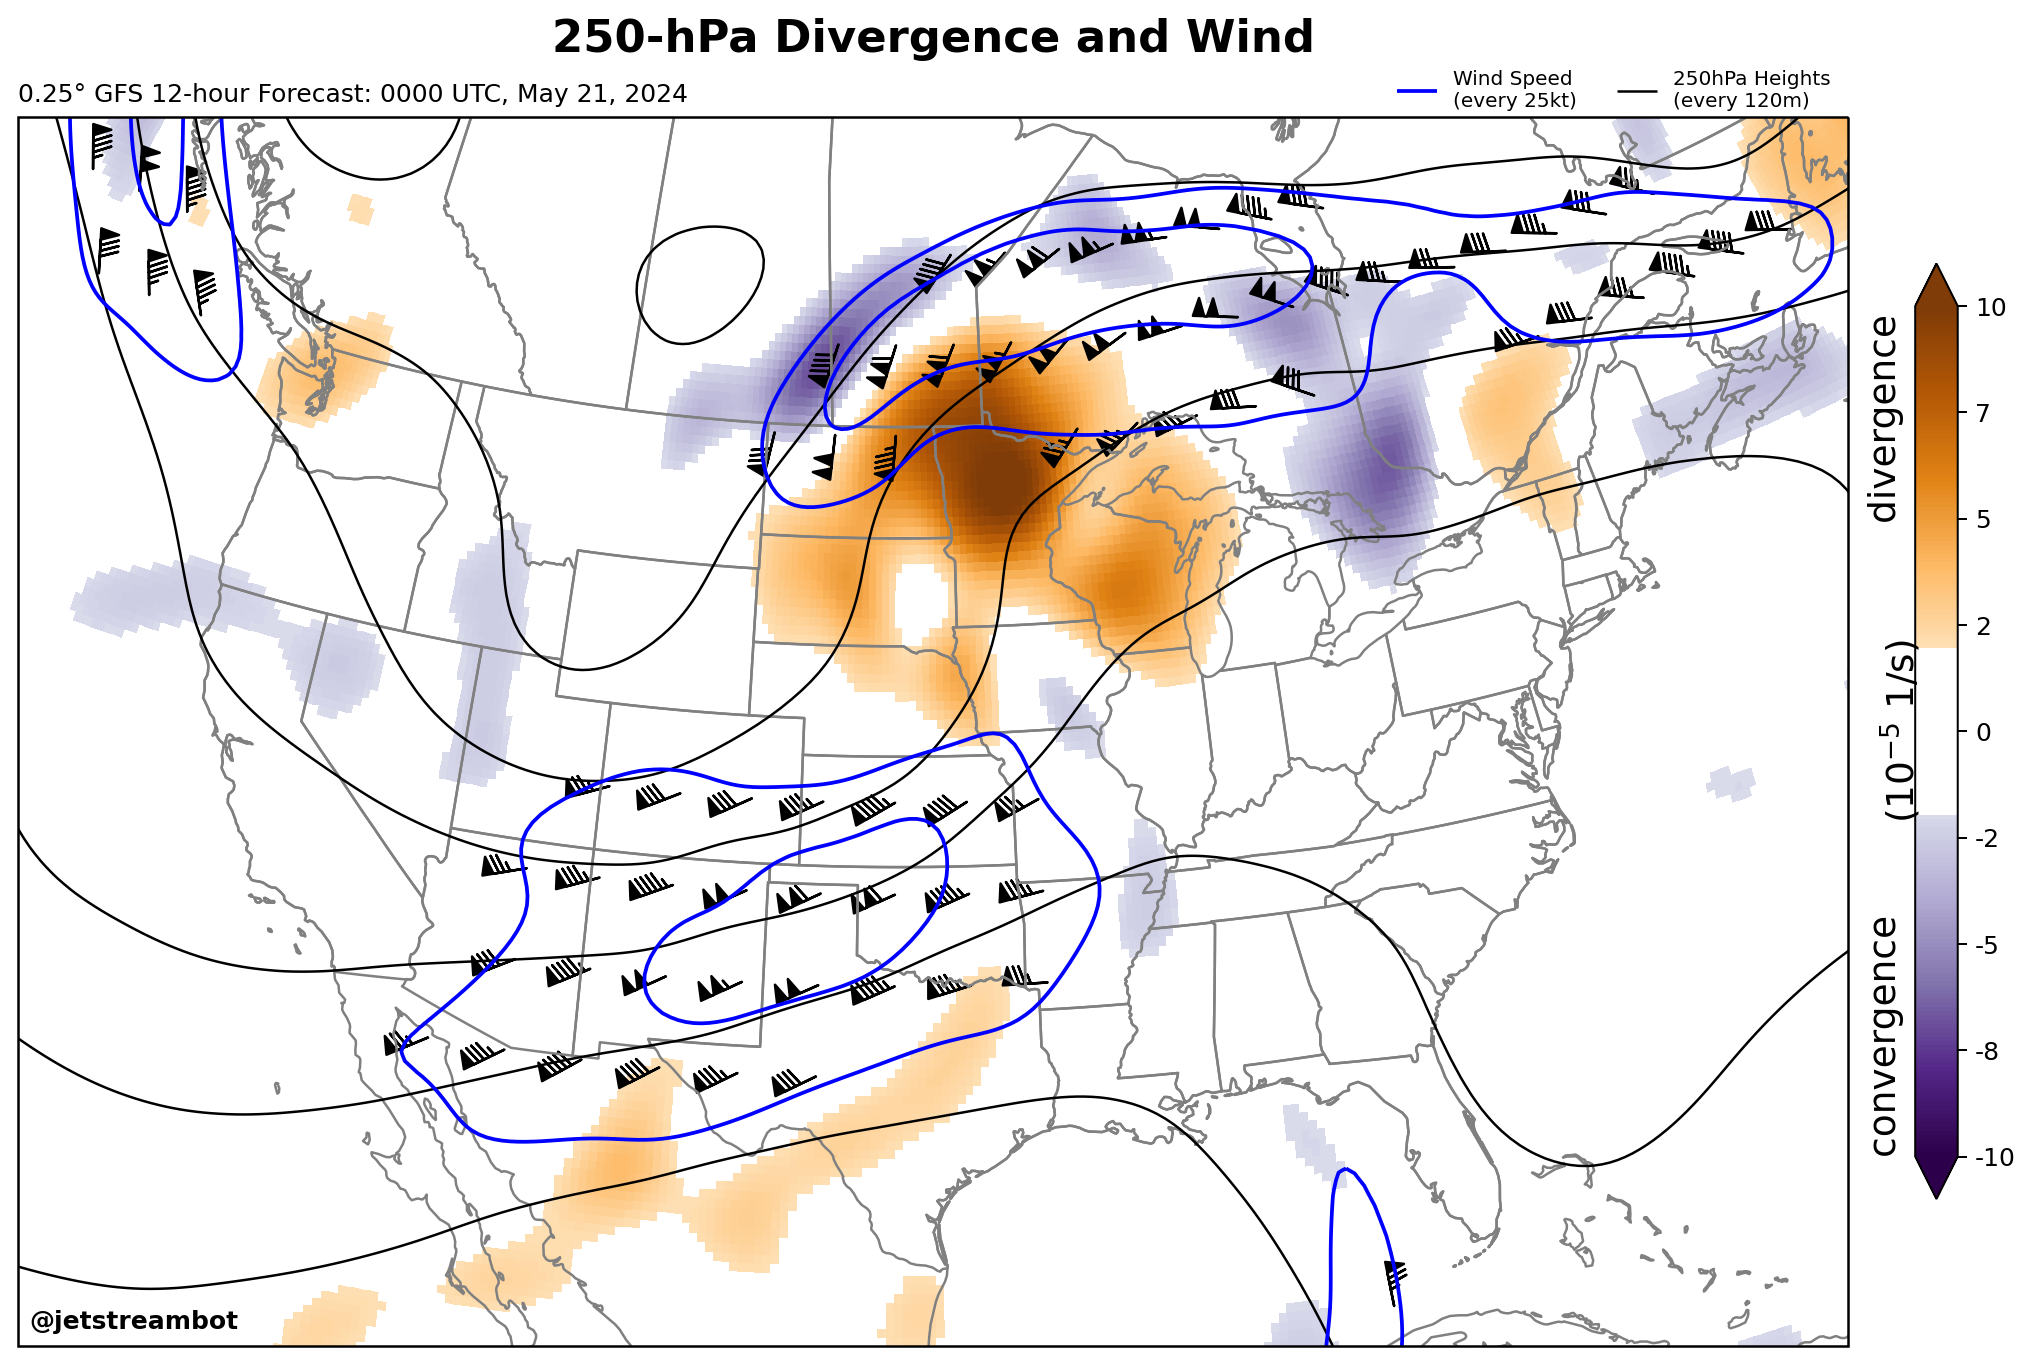 250-hPa Divergence and Wind
0.25° GFS 12-hour Forecast: 0000 UTC, May 21, 2024
Wind Speed
(every 25kt)
250hPa Heights
(every 120m)
10
7
5
2
0
-2
-5
-8
-10
divergence
(10⁻⁵ 1/s)
convergence
@jetstreambot